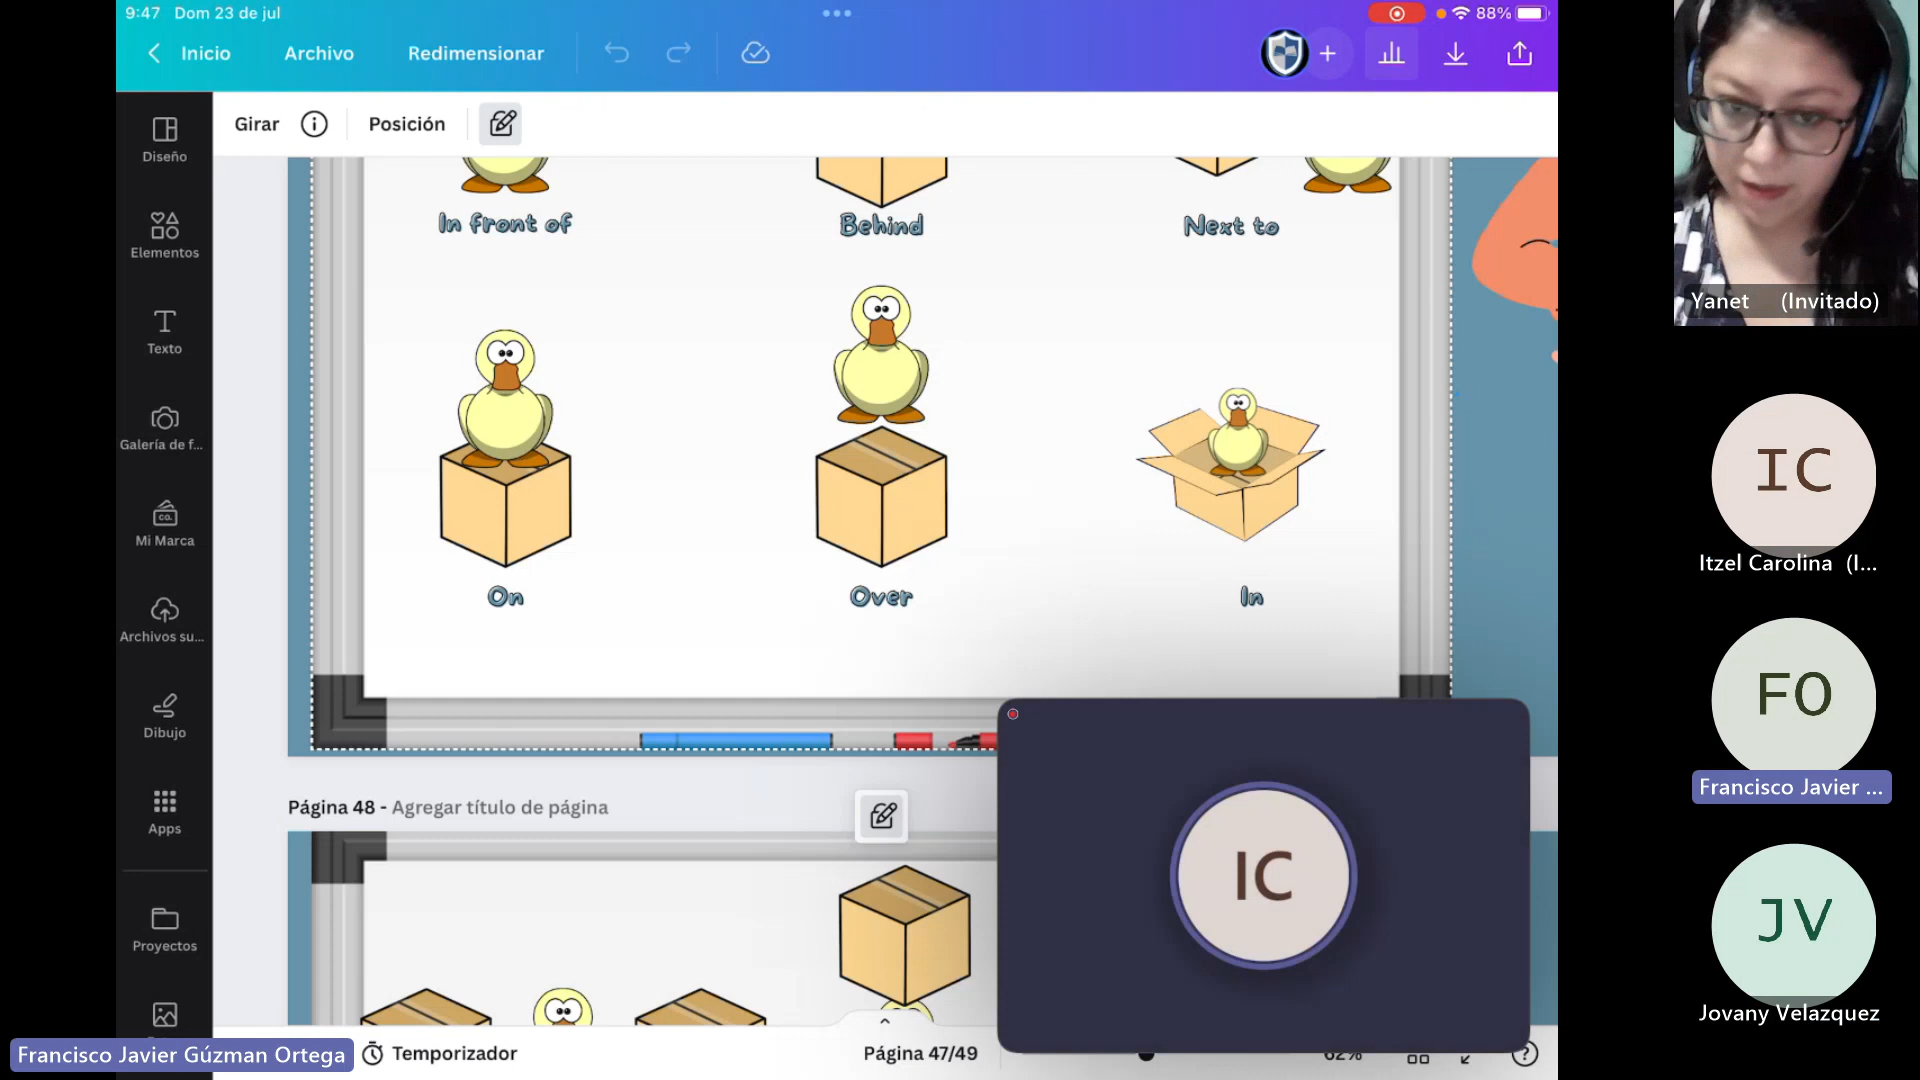 9:47 Dom 23 de jul
88%
Inicio Archivo Redimensionar
Girar Posición
Diseño
Elementos
Texto
Galería de f...
CO.
Mi Marca
Archivos su...
Dibujo
Apps
Proyectos
In front of Behind Next to
On Over In
Página 48 - Agregar título de página
IC
Temporizador
Página 47/49
62%
Francisco Javier Gúzman Ortega
Yanet (Invitado)
IC
Itzel Carolina (I...
FO
Francisco Javier ...
JV
Jovany Velazquez